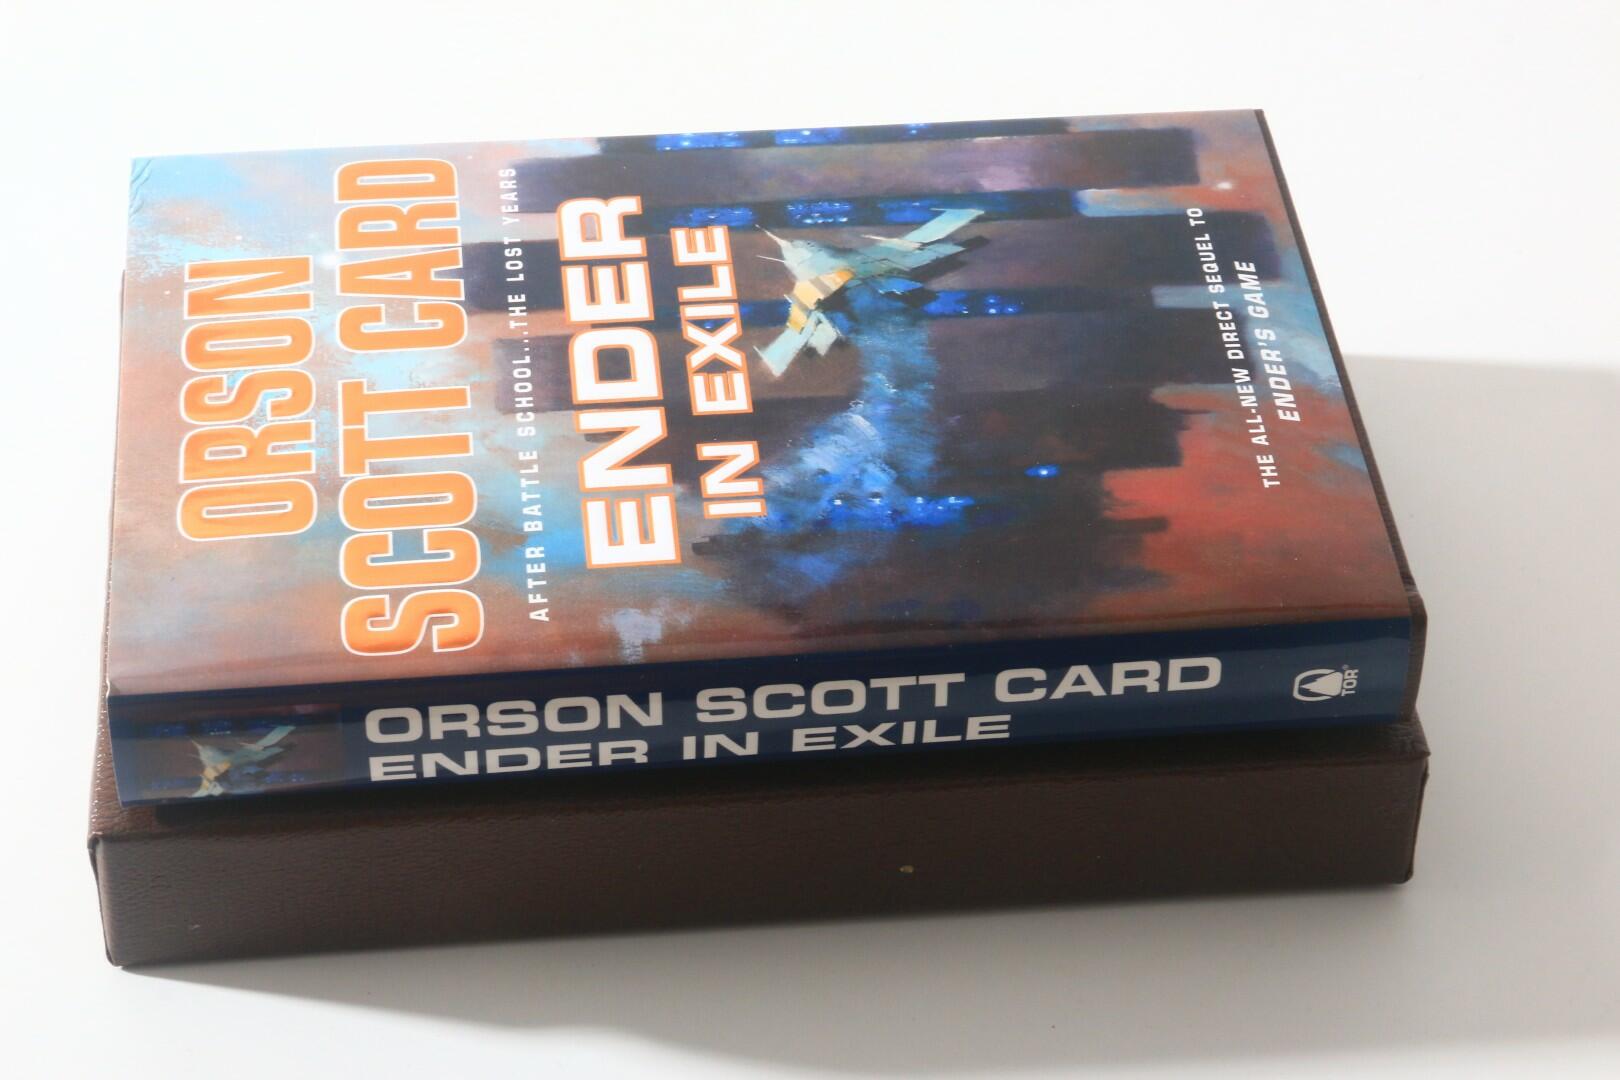 ORSON
SCOTT CARD
AFTER BATTLE SCHOOL...THE LOST YEARS
ENDER
IN EXILE
THE ALL-NEW DIRECT SEQUEL TO
ENDER'S GAME
ORSON SCOTT CARD
ENDER IN EXILE
TOR®